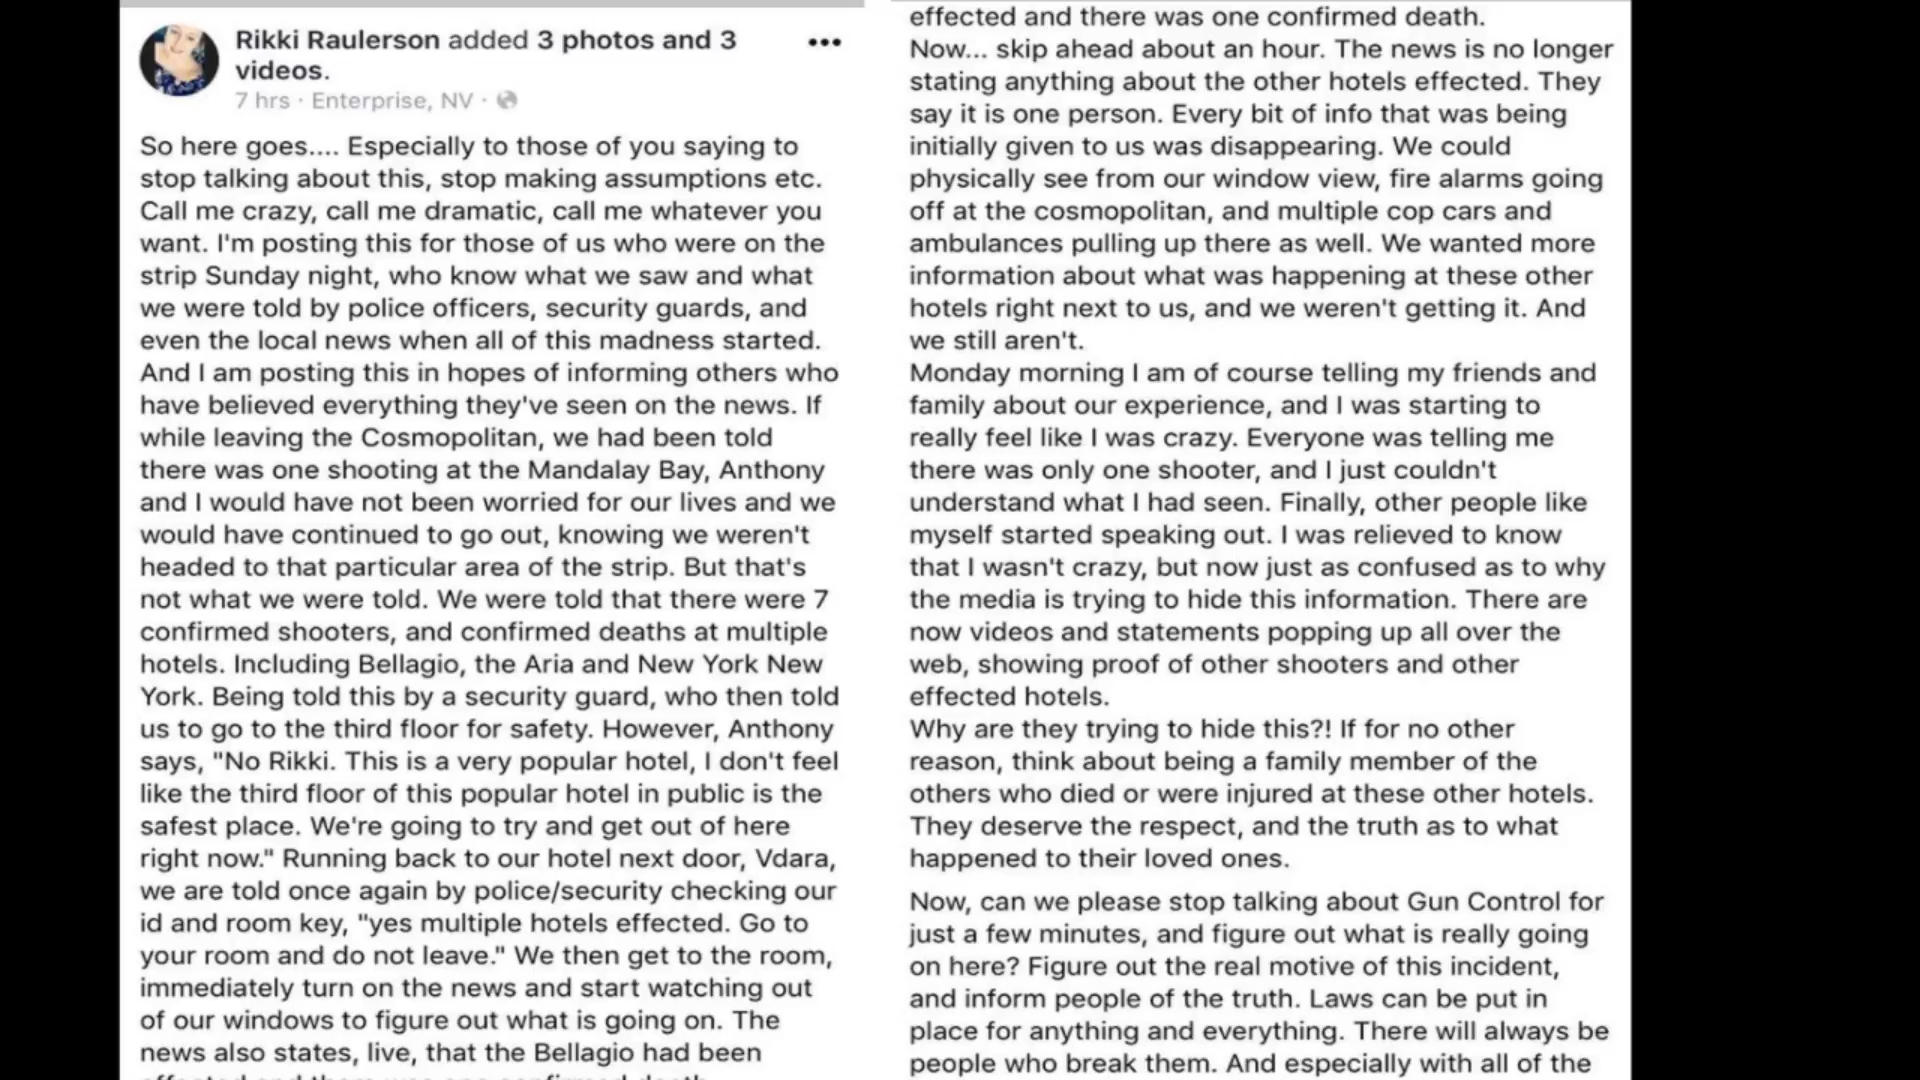 Rikki Raulerson added 3 photos and 3
videos.
7 hrs · Enterprise, NV ·
So here goes.... Especially to those of you saying to
stop talking about this, stop making assumptions etc.
Call me crazy, call me dramatic, call me whatever you
want. I'm posting this for those of us who were on the
strip Sunday night, who know what we saw and what
we were told by police officers, security guards, and
even the local news when all of this madness started.
And I am posting this in hopes of informing others who
have believed everything they've seen on the news. If
while leaving the Cosmopolitan, we had been told
there was one shooting at the Mandalay Bay, Anthony
and I would have not been worried for our lives and we
would have continued to go out, knowing we weren't
headed to that particular area of the strip. But that's
not what we were told. We were told that there were 7
confirmed shooters, and confirmed deaths at multiple
hotels. Including Bellagio, the Aria and New York New
York. Being told this by a security guard, who then told
us to go to the third floor for safety. However, Anthony
says, "No Rikki. This is a very popular hotel, I don't feel
like the third floor of this popular hotel in public is the
safest place. We're going to try and get out of here
right now." Running back to our hotel next door, Vdara,
we are told once again by police/security checking our
id and room key, "yes multiple hotels effected. Go to
your room and do not leave." We then get to the room,
immediately turn on the news and start watching out
of our windows to figure out what is going on. The
news also states, live, that the Bellagio had been
effected and there was one confirmed death.
effected and there was one confirmed death.
Now... skip ahead about an hour. The news is no longer
stating anything about the other hotels effected. They
say it is one person. Every bit of info that was being
initially given to us was disappearing. We could
physically see from our window view, fire alarms going
off at the cosmopolitan, and multiple cop cars and
ambulances pulling up there as well. We wanted more
information about what was happening at these other
hotels right next to us, and we weren't getting it. And
we still aren't.
Monday morning I am of course telling my friends and
family about our experience, and I was starting to
really feel like I was crazy. Everyone was telling me
there was only one shooter, and I just couldn't
understand what I had seen. Finally, other people like
myself started speaking out. I was relieved to know
that I wasn't crazy, but now just as confused as to why
the media is trying to hide this information. There are
now videos and statements popping up all over the
web, showing proof of other shooters and other
effected hotels.
Why are they trying to hide this?! If for no other
reason, think about being a family member of the
others who died or were injured at these other hotels.
They deserve the respect, and the truth as to what
happened to their loved ones.
Now, can we please stop talking about Gun Control for
just a few minutes, and figure out what is really going
on here? Figure out the real motive of this incident,
and inform people of the truth. Laws can be put in
place for anything and everything. There will always be
people who break them. And especially with all of the